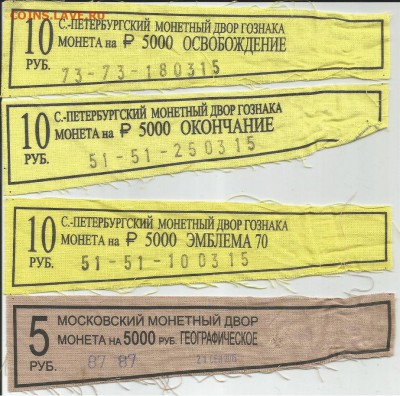 COINS.LAVE.RU
С.-ПЕТЕРБУРГСКИЙ МОНЕТНЫЙ ДВОР ГОЗНАКА
10 РУБ.
МОНЕТА на ₽ 5000 ОСВОБОЖДЕНИЕ
73-73-180315
С.-ПЕТЕРБУРГСКИЙ МОНЕТНЫЙ ДВОР ГОЗНАКА
10 РУБ.
МОНЕТА на ₽ 5000 ОКОНЧАНИЕ
51-51-250315
С.-ПЕТЕРБУРГСКИЙ МОНЕТНЫЙ ДВОР ГОЗНАКА
10 РУБ.
МОНЕТА на ₽ 5000 ЭМБЛЕМА 70
51-51-100315
МОСКОВСКИЙ МОНЕТНЫЙ ДВОР
5 РУБ.
МОНЕТА НА 5000 РУБ. ГЕОГРАФИЧЕСКОЕ
87 87